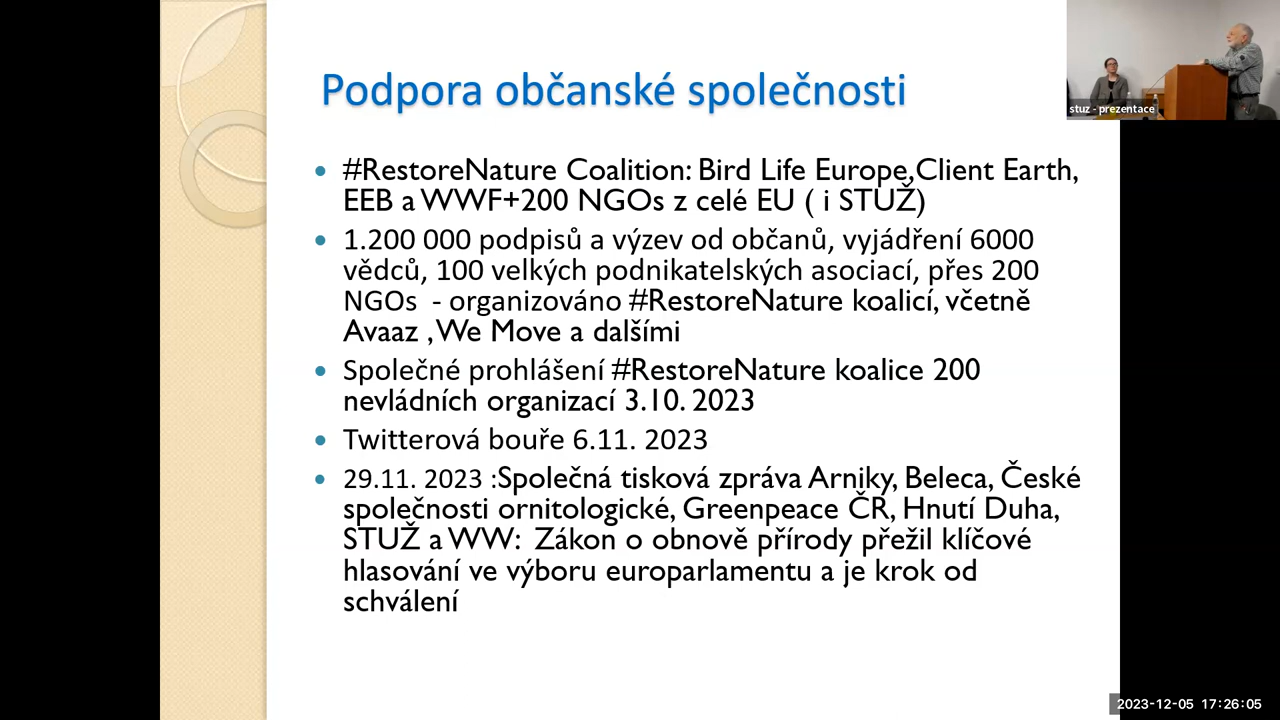 Podpora občanské společnosti
#RestoreNature Coalition: Bird Life Europe,Client Earth,
EEB a WWF+200 NGOs z celé EU ( i STUŽ)
1.200 000 podpisů a výzev od občanů, vyjádření 6000
vědců, 100 velkých podnikatelských asociací, přes 200
NGOs - organizováno #RestoreNature koalicí, včetně
Avaaz , We Move a dalšími
Společné prohlášení #RestoreNature koalice 200
nevládních organizací 3.10. 2023
Twitterová bouře 6.11. 2023
29.11. 2023 :Společná tisková zpráva Arniky, Beleca, České
společnosti ornitologické, Greenpeace ČR, Hnutí Duha,
STUŽ a WW: Zákon o obnově přírody přežil klíčové
hlasování ve výboru europarlamentu a je krok od
schválení
stuz - prezentace
2023-12-05 17:26:05